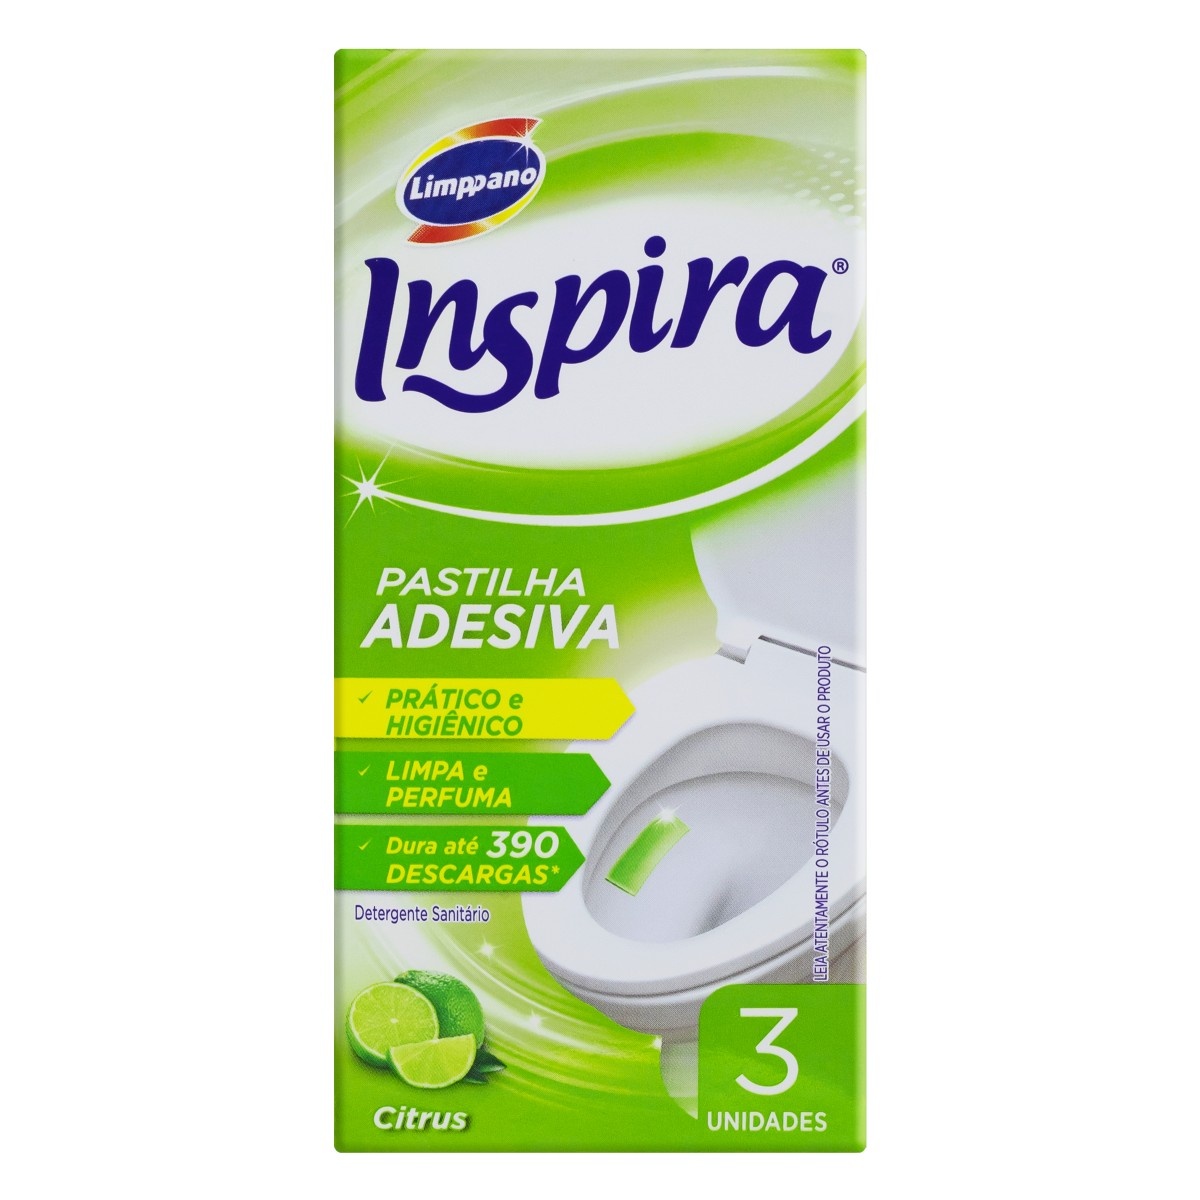 Limppano
Inspira®
PASTILHA
ADESIVA
PRÁTICO e
HIGIÊNICO
LIMPA e
PERFUMA
Dura até 390
DESCARGAS*
Detergente Sanitário
LEIA ATENTAMENTE O RÓTULO ANTES DE USAR O PRODUTO
Citrus
3
UNIDADES